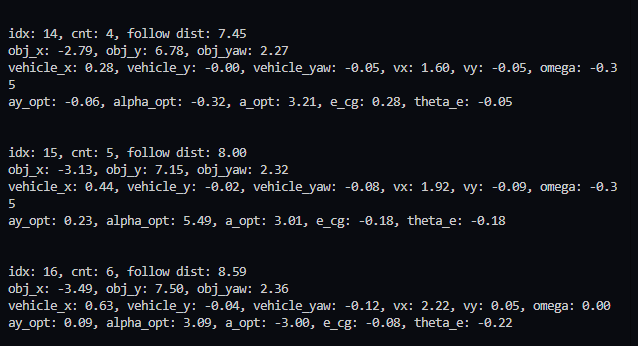 idx: 14, cnt: 4, follow dist: 7.45
obj_x: -2.79, obj_y: 6.78, obj_yaw: 2.27
vehicle_x: 0.28, vehicle_y: -0.00, vehicle_yaw: -0.05, vx: 1.60, vy: -0.05, omega: -0.3
5
ay_opt: -0.06, alpha_opt: -0.32, a_opt: 3.21, e_cg: 0.28, theta_e: -0.05
idx: 15, cnt: 5, follow dist: 8.00
obj_x: -3.13, obj_y: 7.15, obj_yaw: 2.32
vehicle_x: 0.44, vehicle_y: -0.02, vehicle_yaw: -0.08, vx: 1.92, vy: -0.09, omega: -0.3
5
ay_opt: 0.23, alpha_opt: 5.49, a_opt: 3.01, e_cg: -0.18, theta_e: -0.18
idx: 16, cnt: 6, follow dist: 8.59
obj_x: -3.49, obj_y: 7.50, obj_yaw: 2.36
vehicle_x: 0.63, vehicle_y: -0.04, vehicle_yaw: -0.12, vx: 2.22, vy: 0.05, omega: 0.00
ay_opt: 0.09, alpha_opt: 3.09, a_opt: -3.00, e_cg: -0.08, theta_e: -0.22